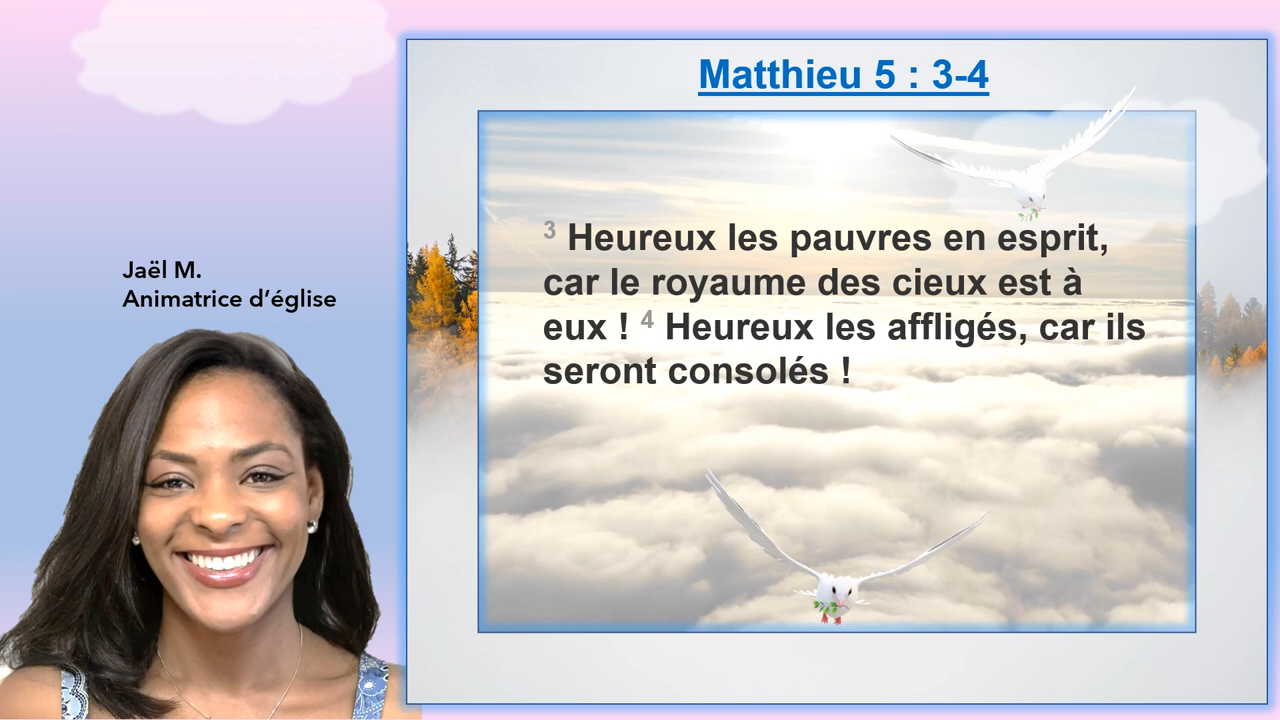 Matthieu 5 : 3-4
3 Heureux les pauvres en esprit,
car le royaume des cieux est à
eux ! 4 Heureux les affligés, car ils
seront consolés !
Jaël M.
Animatrice d’église